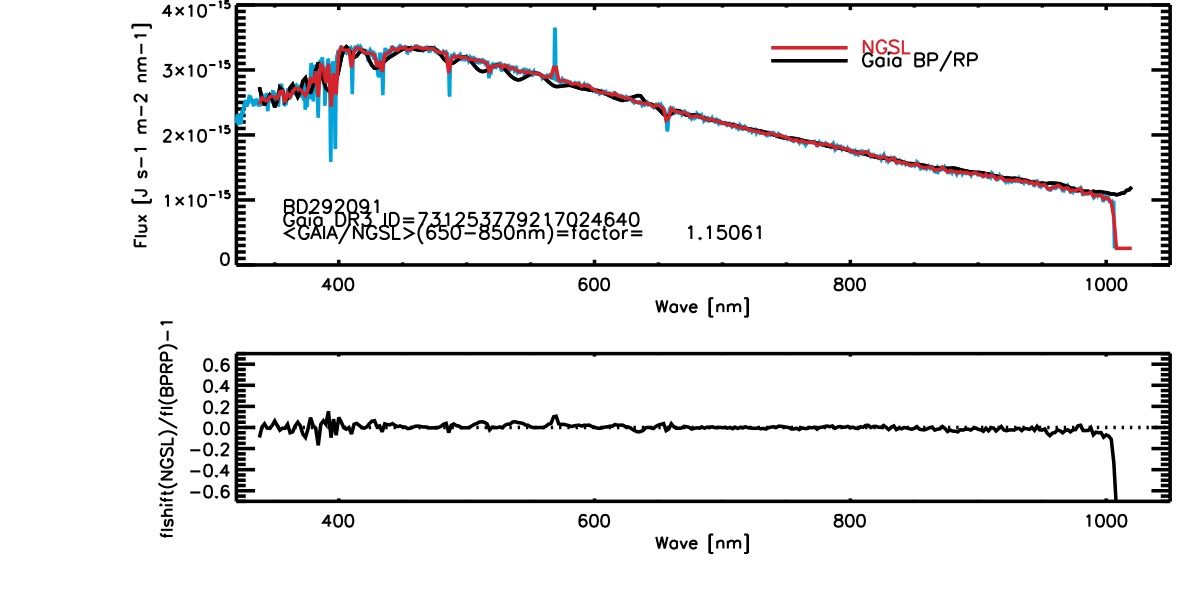 4×10−15
3×10−15
2×10−15
1×10−15
0
Flux [J s−1 m−2 nm−1]
NGSL
Gaia BP/RP
BD292091
Gaia DR3 ID=731253779217024640
<GAIA/NGSL>(650−850nm)=factor= 1.15061
400 600 800 1000
Wave [nm]
flshift(NGSL)/fl(BPRP)−1
0.6
0.4
0.2
0.0
−0.2
−0.4
−0.6
400 600 800 1000
Wave [nm]